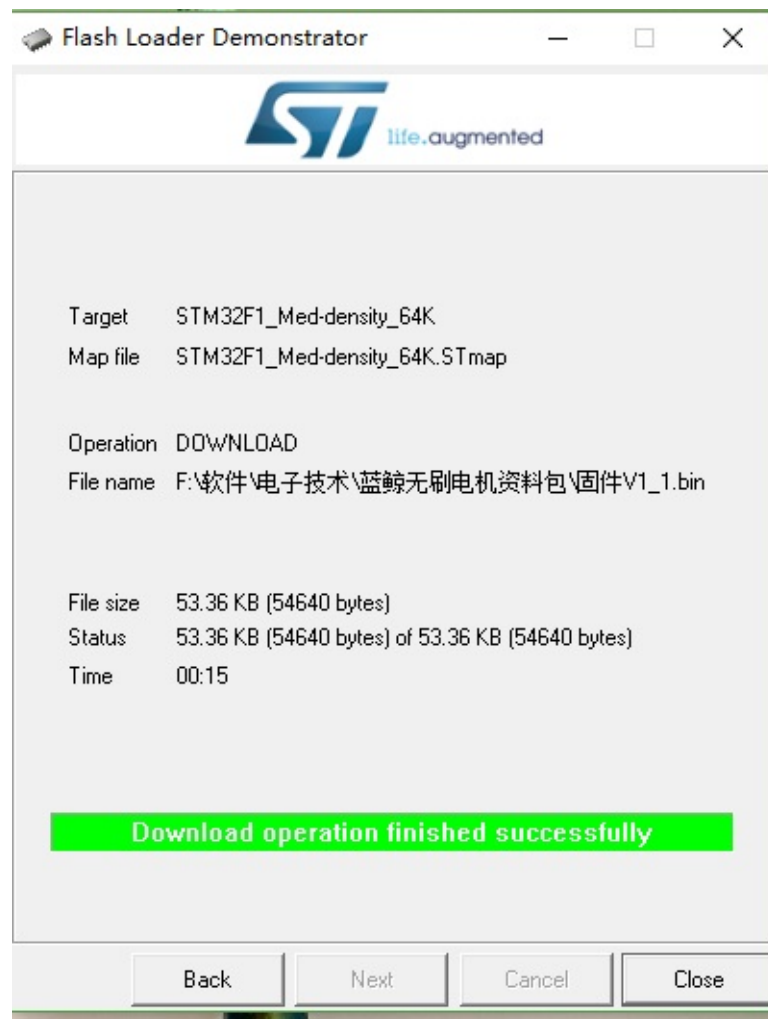 Flash Loader Demonstrator
ST life.augmented
Target STM32F1_Med-density_64K
Map file STM32F1_Med-density_64K.STmap
Operation DOWNLOAD
File name F:\软件\电子技术\蓝鲸无刷电机资料包\固件V1_1.bin
File size 53.36 KB (54640 bytes)
Status 53.36 KB (54640 bytes) of 53.36 KB (54640 bytes)
Time 00:15
Download operation finished successfully
Back Next Cancel Close